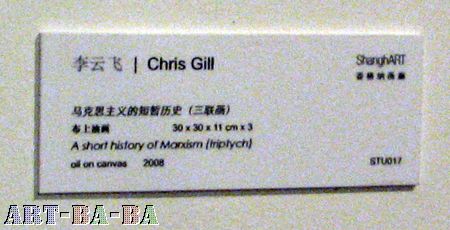 李云飞 | Chris Gill
ShanghART
香格纳画廊
马克思主义的短暂历史（三联画）
布上油画 30 x 30 x 11 cm x 3
A short history of Marxism (triptych)
oil on canvas 2008
STU017
ART-BA-BA